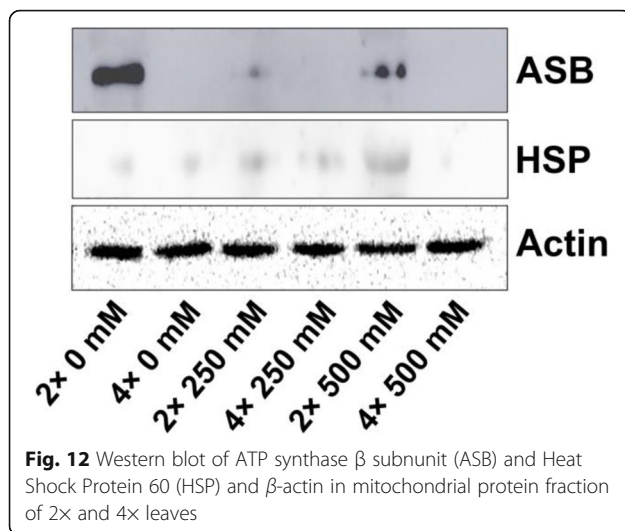 ASB
HSP
Actin
2× 0 mM
4× 0 mM
2× 250 mM
4× 250 mM
2× 500 mM
4× 500 mM
Fig. 12 Western blot of ATP synthase β subnunit (ASB) and Heat
Shock Protein 60 (HSP) and β-actin in mitochondrial protein fraction
of 2× and 4× leaves